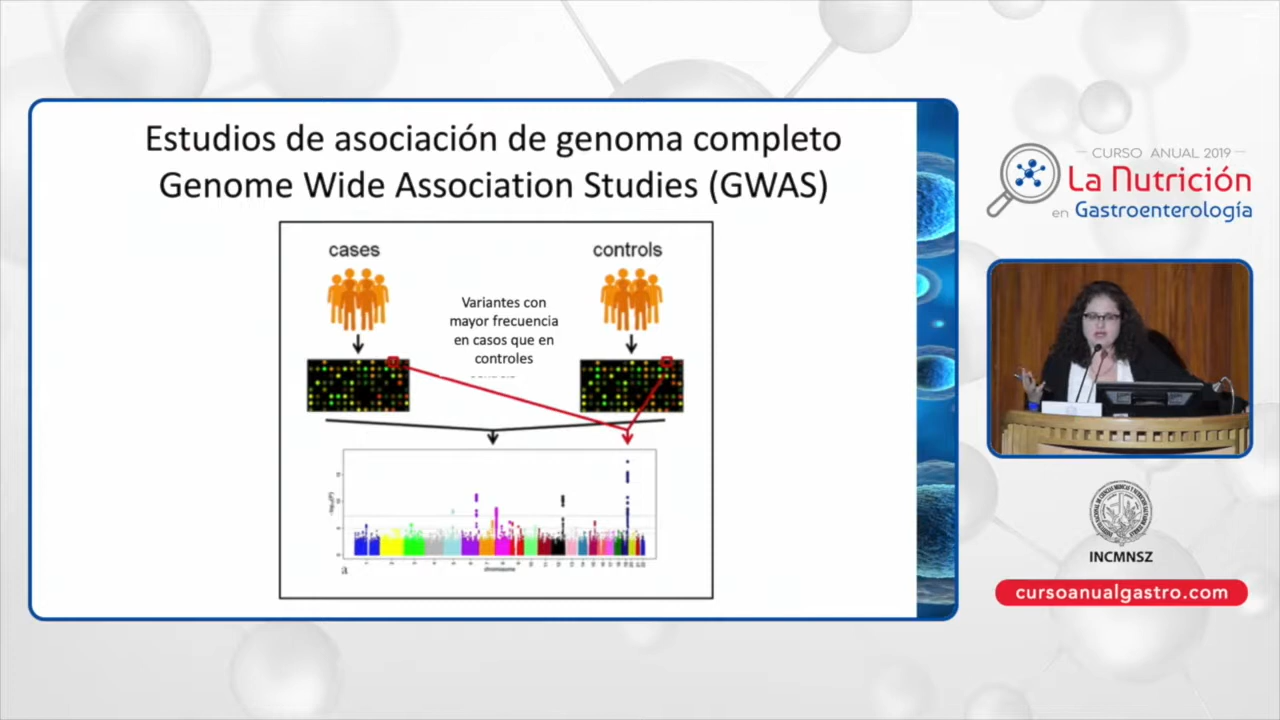 Estudios de asociación de genoma completo
Genome Wide Association Studies (GWAS)
cases
controls
Variantes con
mayor frecuencia
en casos que en
controles
a
chromosome
CURSO ANUAL 2019
La Nutrición
en Gastroenterología
INCMNSZ
cursoanualgastro.com